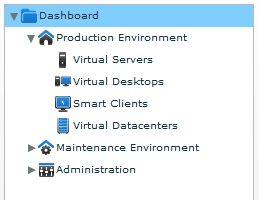 Dashboard
Production Environment
Virtual Servers
Virtual Desktops
Smart Clients
Virtual Datacenters
Maintenance Environment
Administration